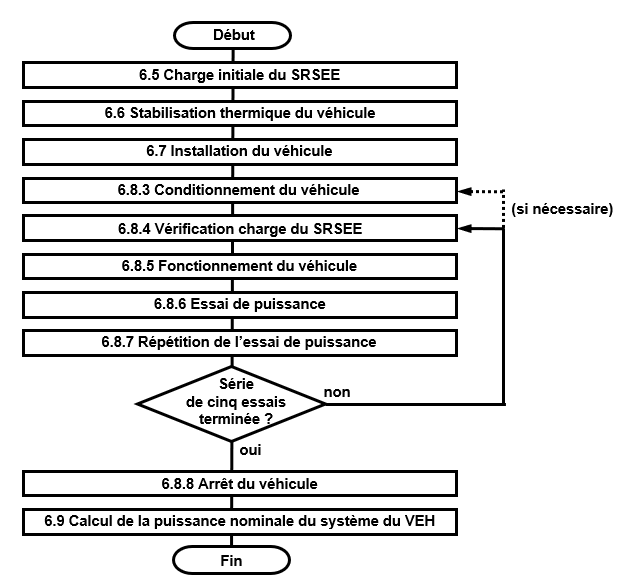 Début
6.5 Charge initiale du SRSEE
6.6 Stabilisation thermique du véhicule
6.7 Installation du véhicule
6.8.3 Conditionnement du véhicule
(si nécessaire)
6.8.4 Vérification charge du SRSEE
6.8.5 Fonctionnement du véhicule
6.8.6 Essai de puissance
6.8.7 Répétition de l'essai de puissance
Série
de cinq essais
terminée ?
non
oui
6.8.8 Arrêt du véhicule
6.9 Calcul de la puissance nominale du système du VEH
Fin